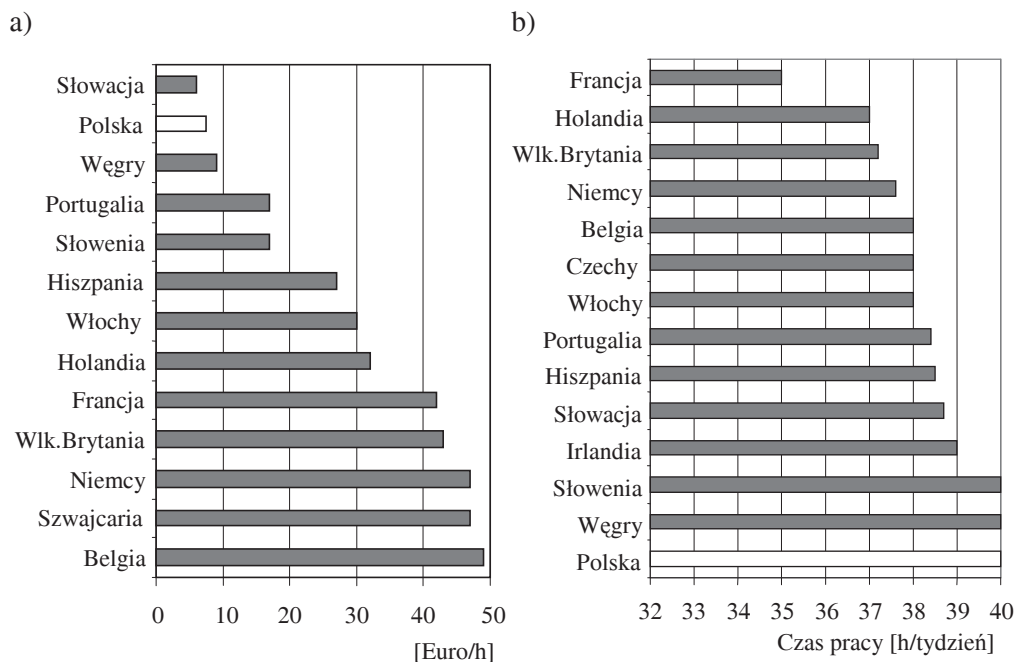 a)
Słowacja
Polska
Węgry
Portugalia
Słowenia
Hiszpania
Włochy
Holandia
Francja
Wlk.Brytania
Niemcy
Szwajcaria
Belgia
0 10 20 30 40 50
[Euro/h]
b)
Francja
Holandia
Wlk.Brytania
Niemcy
Belgia
Czechy
Włochy
Portugalia
Hiszpania
Słowacja
Irlandia
Słowenia
Węgry
Polska
32 33 34 35 36 37 38 39 40
Czas pracy [h/tydzień]